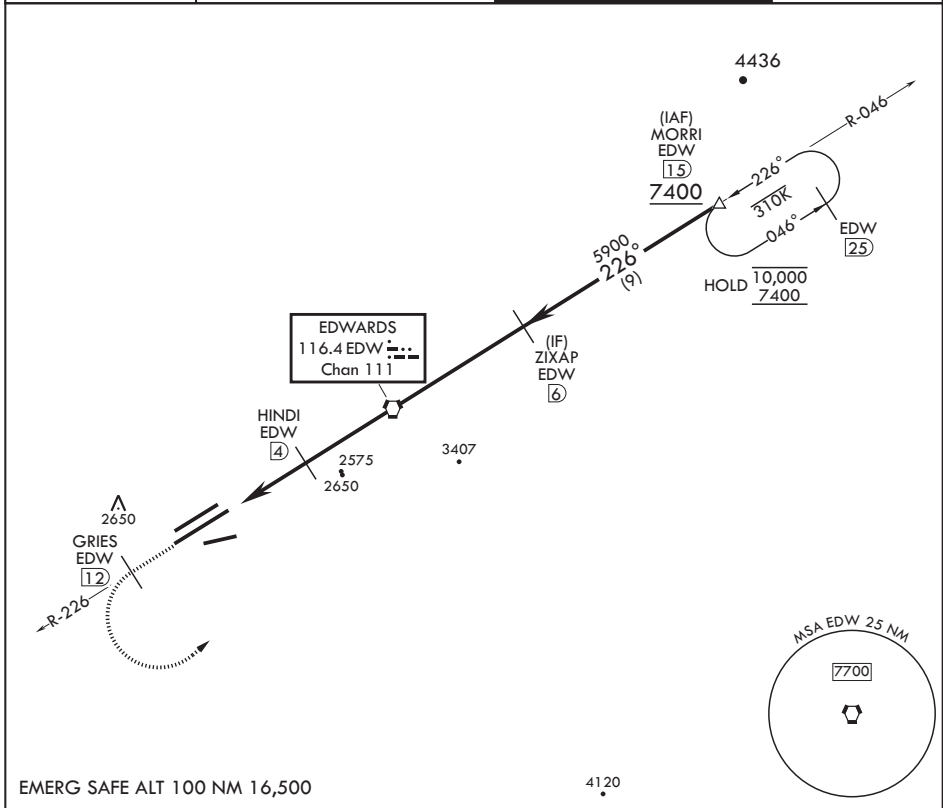 4436
R-046
(IAF)
MORRI
EDW
15
7400
226°
310K
046°
EDW
25
HOLD 10,000
7400
5900
226°
(9)
(IF)
ZIXAP
EDW
6
EDWARDS
116.4 EDW
Chan 111
HINDI
EDW
4
2575
2650
3407
2650
GRIES
EDW
12
R-226
MSA EDW 25 NM
7700
EMERG SAFE ALT 100 NM 16,500
4120